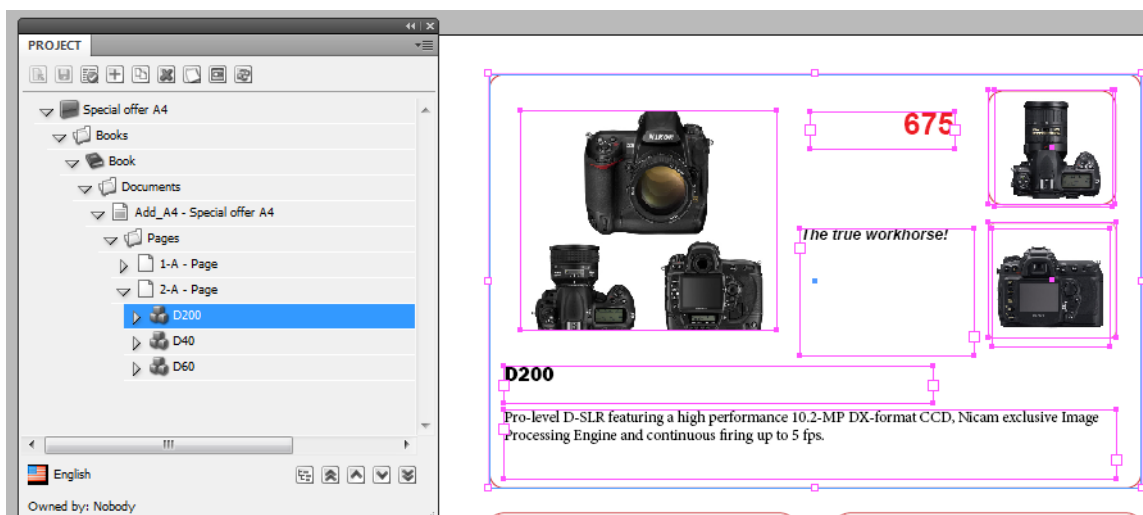 PROJECT
Special offer A4
Books
Book
Documents
Add_A4 - Special offer A4
Pages
1-A - Page
2-A - Page
D200
D40
D60
English
Owned by: Nobody
NIKON
675
The true workhorse!
D200
Pro-level D-SLR featuring a high performance 10.2-MP DX-format CCD, Nicam exclusive Image
Processing Engine and continuous firing up to 5 fps.